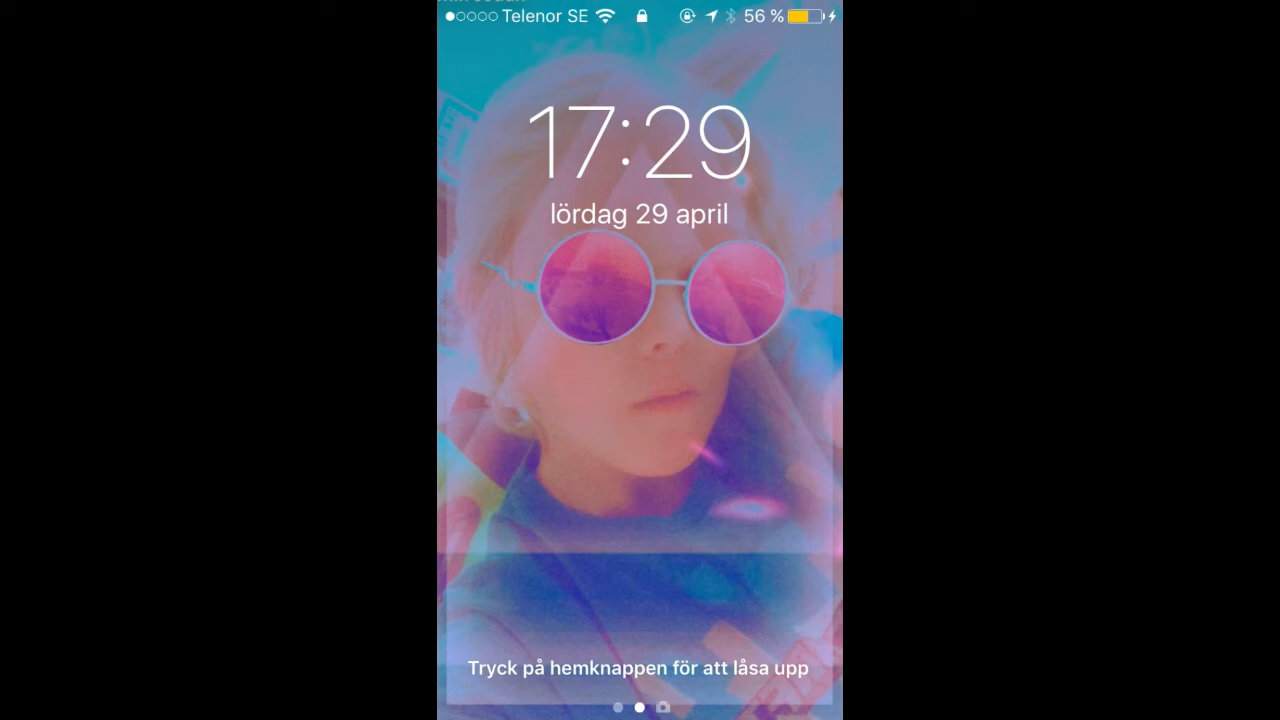 Telenor SE 56 %
17:29
lördag 29 april
Tryck på hemknappen för att låsa upp